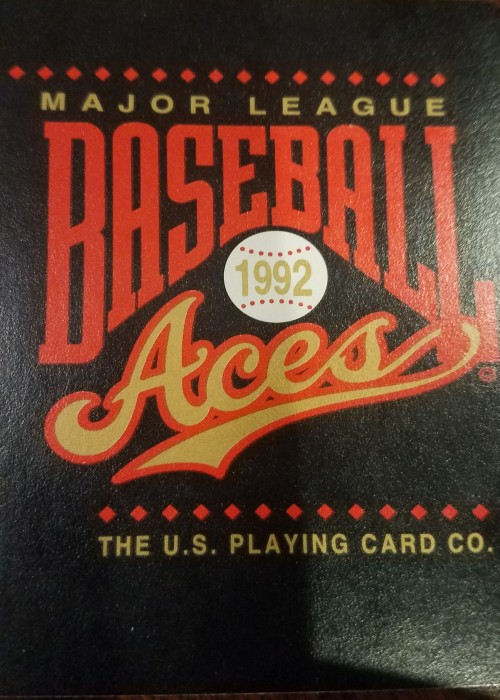 MAJOR LEAGUE
BASEBALL
1992
Aces
THE U.S. PLAYING CARD CO.